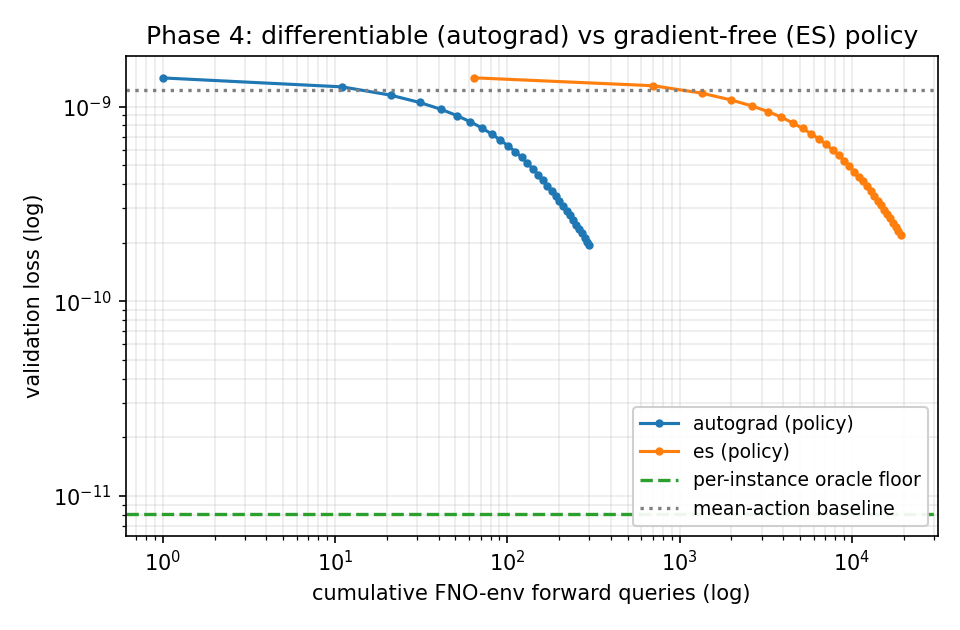 Phase 4: differentiable (autograd) vs gradient-free (ES) policy
validation loss (log)
10⁻⁹
10⁻¹⁰
10⁻¹¹
autograd (policy)
es (policy)
per-instance oracle floor
mean-action baseline
10⁰ 10¹ 10² 10³ 10⁴
cumulative FNO-env forward queries (log)